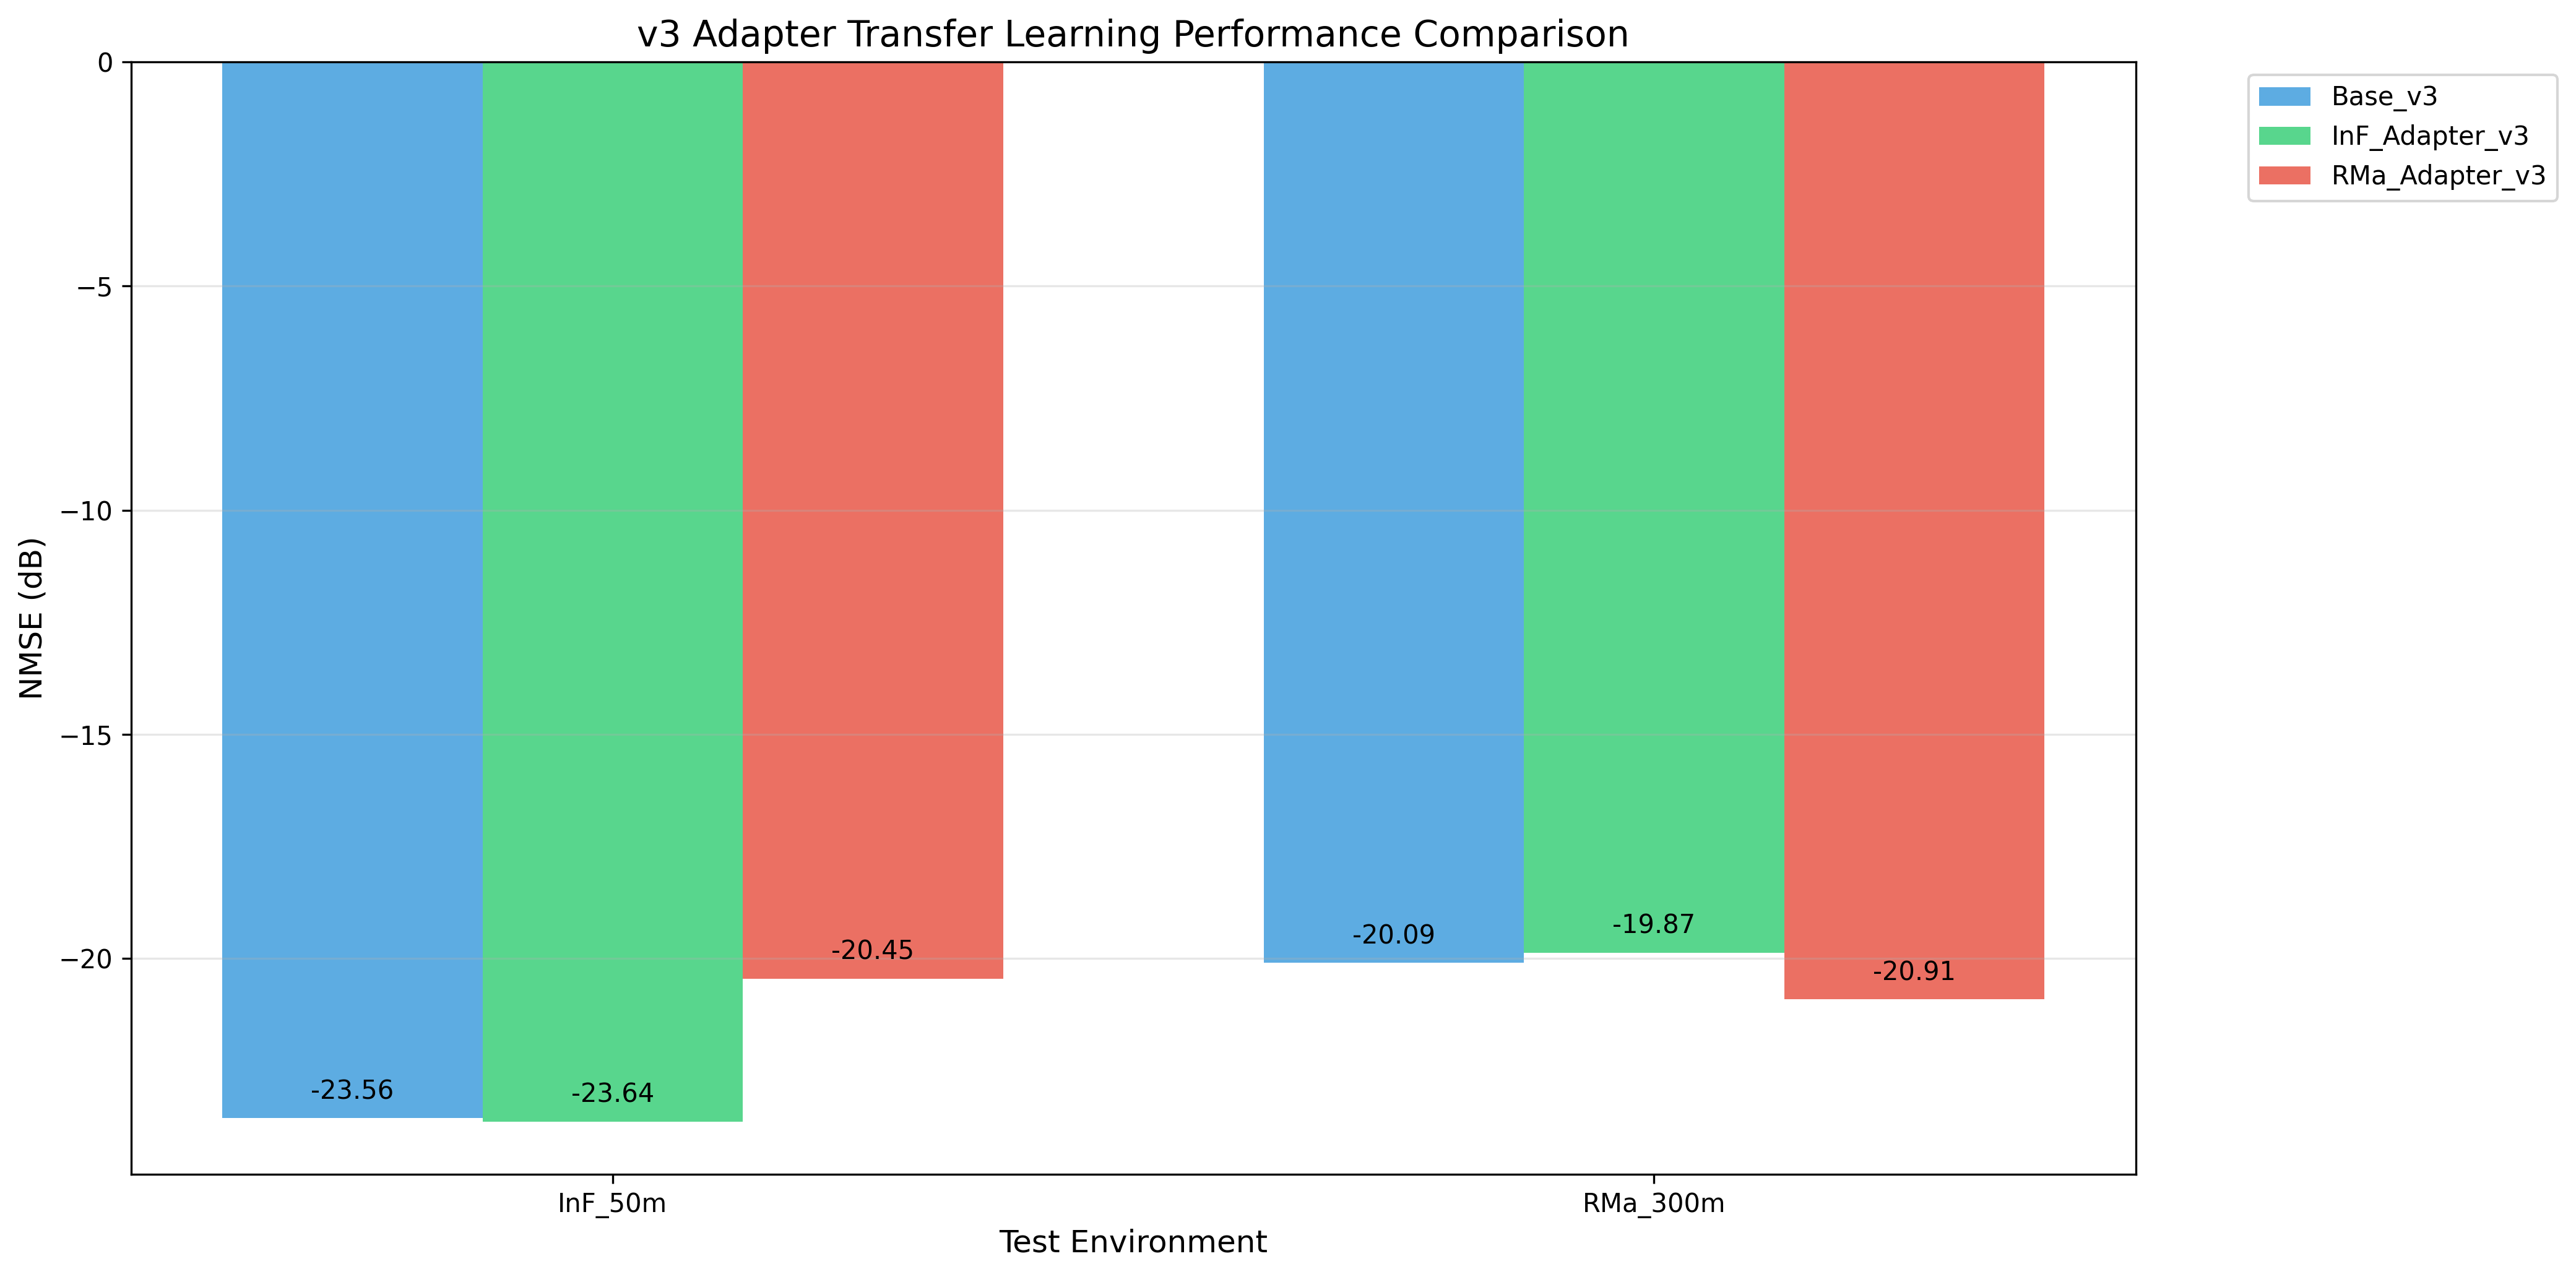 v3 Adapter Transfer Learning Performance Comparison
0
−5
−10
−15
−20
NMSE (dB)
-23.56
-23.64
-20.45
-20.09
-19.87
-20.91
InF_50m
RMa_300m
Test Environment
Base_v3
InF_Adapter_v3
RMa_Adapter_v3